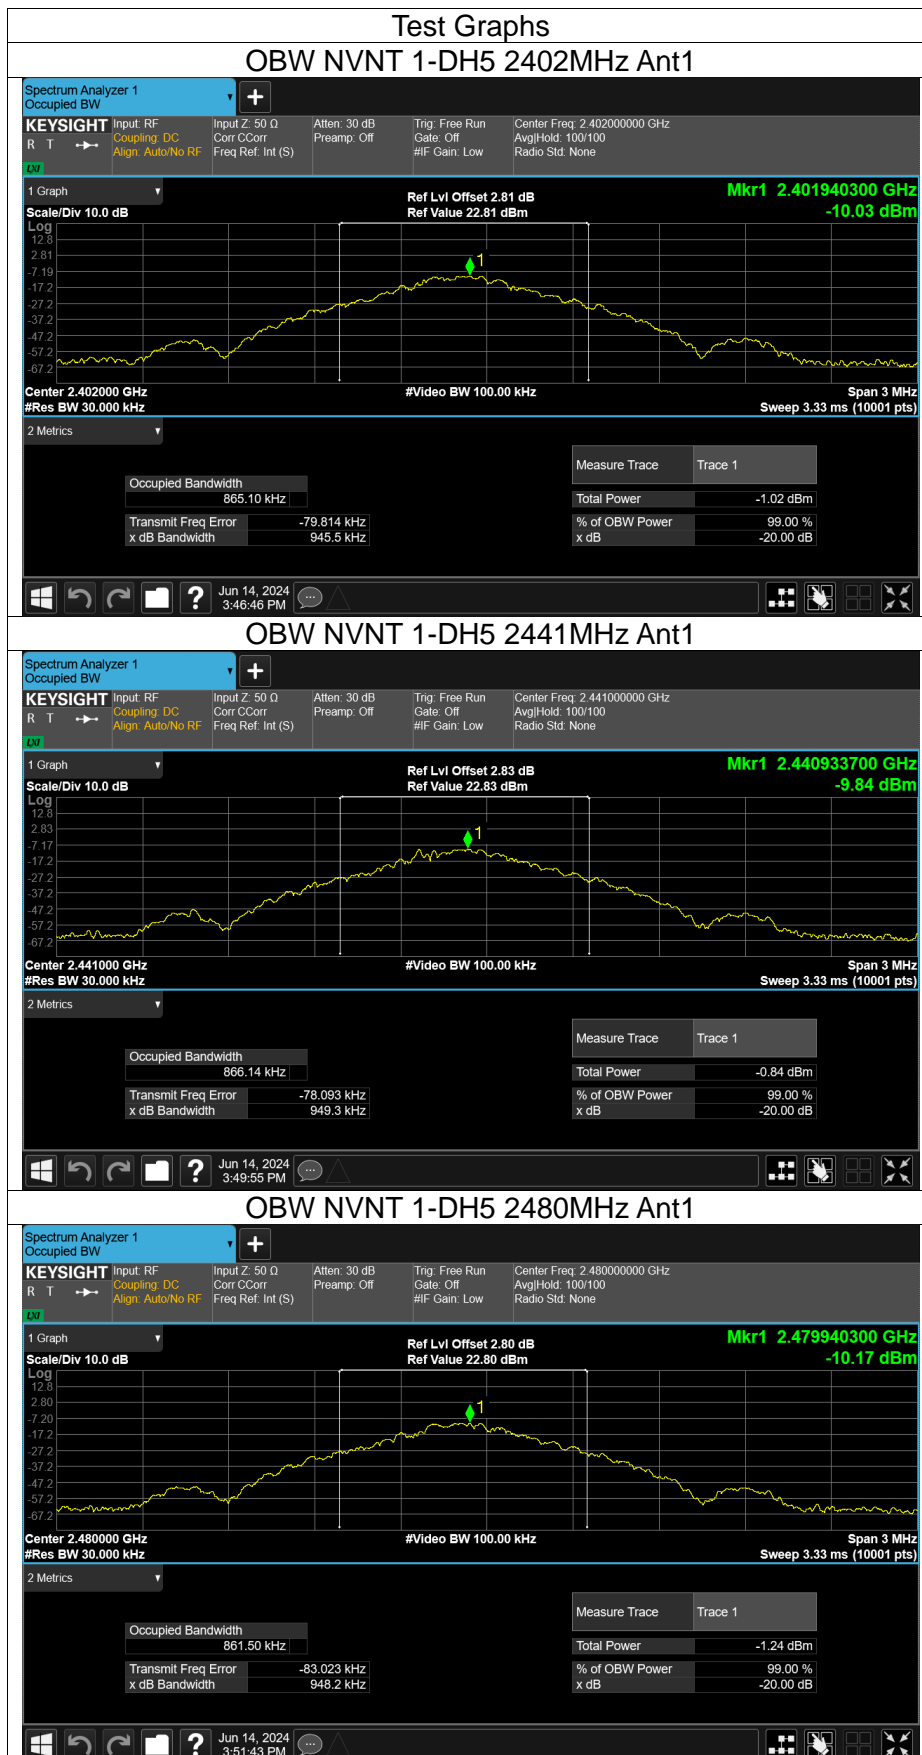 Test Graphs
OBW NVNT 1-DH5 2402MHz Ant1
Spectrum Analyzer 1
Occupied BW
KEYSIGHT Input: RF Input Z: 50 Ω Atten: 30 dB Trig: Free Run Center Freq: 2.402000000 GHz
R T Coupling: DC Corr CCorr Preamp: Off Gate: Off Avg|Hold: 100/100
Align: Auto/No RF Freq Ref: Int (S) #IF Gain: Low Radio Std: None
LXI
1 Graph Ref Lvl Offset 2.81 dB Mkr1 2.401940300 GHz
Scale/Div 10.0 dB Ref Value 22.81 dBm -10.03 dBm
Log
12.8
2.81
1
-7.19
-17.2
-27.2
-37.2
-47.2
-57.2
-67.2
Center 2.402000 GHz #Video BW 100.00 kHz Span 3 MHz
#Res BW 30.000 kHz Sweep 3.33 ms (10001 pts)
2 Metrics
Measure Trace Trace 1
Occupied Bandwidth
865.10 kHz Total Power -1.02 dBm
Transmit Freq Error -79.814 kHz % of OBW Power 99.00 %
x dB Bandwidth 945.5 kHz x dB -20.00 dB
? Jun 14, 2024
3:46:46 PM
OBW NVNT 1-DH5 2441MHz Ant1
Spectrum Analyzer 1
Occupied BW
KEYSIGHT Input: RF Input Z: 50 Ω Atten: 30 dB Trig: Free Run Center Freq: 2.441000000 GHz
R T Coupling: DC Corr CCorr Preamp: Off Gate: Off Avg|Hold: 100/100
Align: Auto/No RF Freq Ref: Int (S) #IF Gain: Low Radio Std: None
LXI
1 Graph Ref Lvl Offset 2.83 dB Mkr1 2.440933700 GHz
Scale/Div 10.0 dB Ref Value 22.83 dBm -9.84 dBm
Log
12.8
2.83
1
-7.17
-17.2
-27.2
-37.2
-47.2
-57.2
-67.2
Center 2.441000 GHz #Video BW 100.00 kHz Span 3 MHz
#Res BW 30.000 kHz Sweep 3.33 ms (10001 pts)
2 Metrics
Measure Trace Trace 1
Occupied Bandwidth
866.14 kHz Total Power -0.84 dBm
Transmit Freq Error -78.093 kHz % of OBW Power 99.00 %
x dB Bandwidth 949.3 kHz x dB -20.00 dB
? Jun 14, 2024
3:49:55 PM
OBW NVNT 1-DH5 2480MHz Ant1
Spectrum Analyzer 1
Occupied BW
KEYSIGHT Input: RF Input Z: 50 Ω Atten: 30 dB Trig: Free Run Center Freq: 2.480000000 GHz
R T Coupling: DC Corr CCorr Preamp: Off Gate: Off Avg|Hold: 100/100
Align: Auto/No RF Freq Ref: Int (S) #IF Gain: Low Radio Std: None
LXI
1 Graph Ref Lvl Offset 2.80 dB Mkr1 2.479940300 GHz
Scale/Div 10.0 dB Ref Value 22.80 dBm -10.17 dBm
Log
12.8
2.80
1
-7.20
-17.2
-27.2
-37.2
-47.2
-57.2
-67.2
Center 2.480000 GHz #Video BW 100.00 kHz Span 3 MHz
#Res BW 30.000 kHz Sweep 3.33 ms (10001 pts)
2 Metrics
Measure Trace Trace 1
Occupied Bandwidth
861.50 kHz Total Power -1.24 dBm
Transmit Freq Error -83.023 kHz % of OBW Power 99.00 %
x dB Bandwidth 948.2 kHz x dB -20.00 dB
? Jun 14, 2024
3:51:43 PM